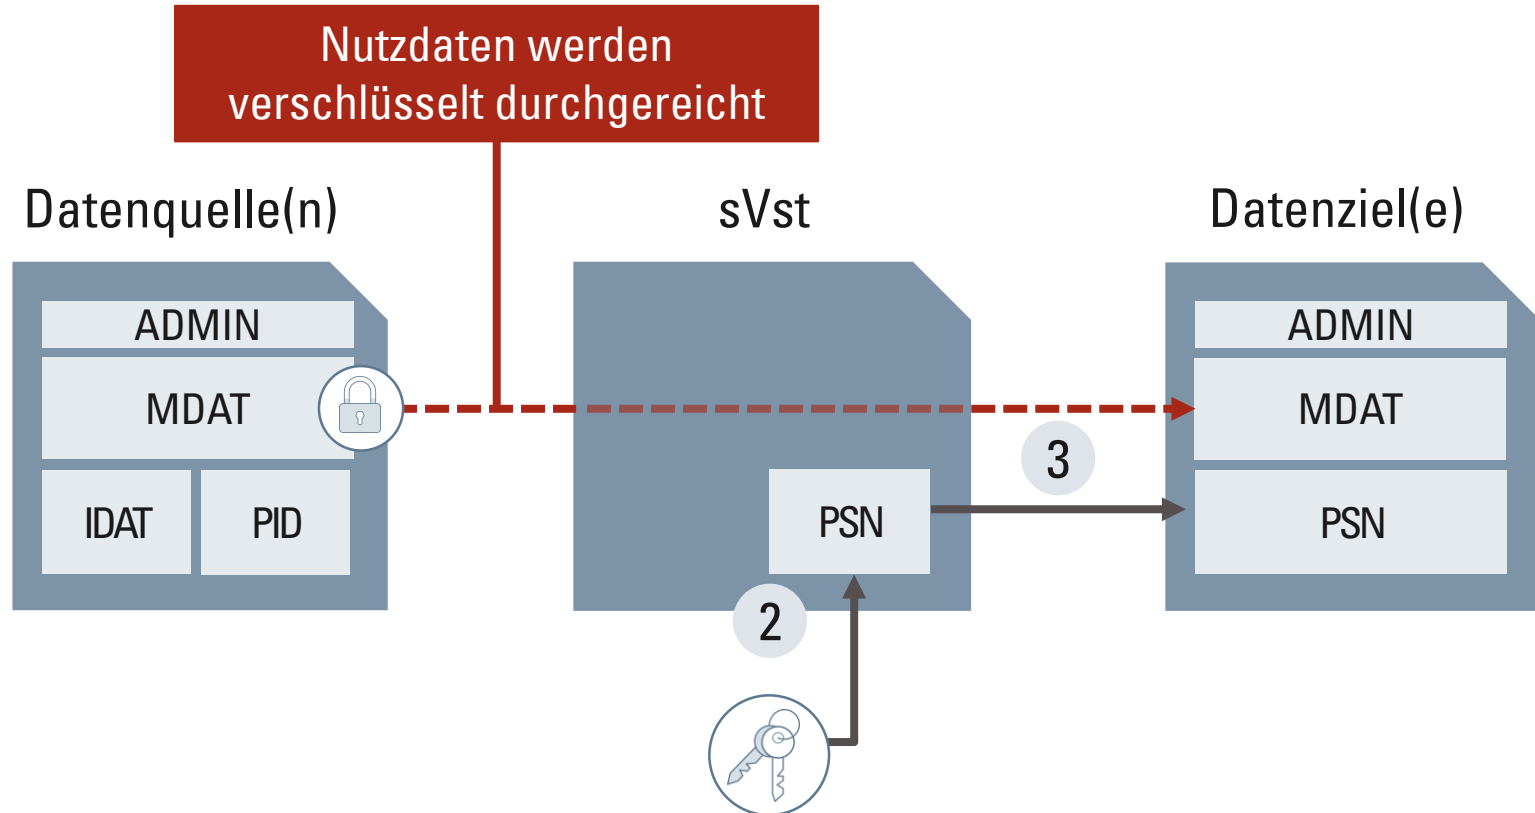 Nutzdaten werden
verschlüsselt durchgereicht
Datenquelle(n)
sVst
Datenziel(e)
ADMIN
MDAT
IDAT
PID
PSN
2
3
ADMIN
MDAT
PSN